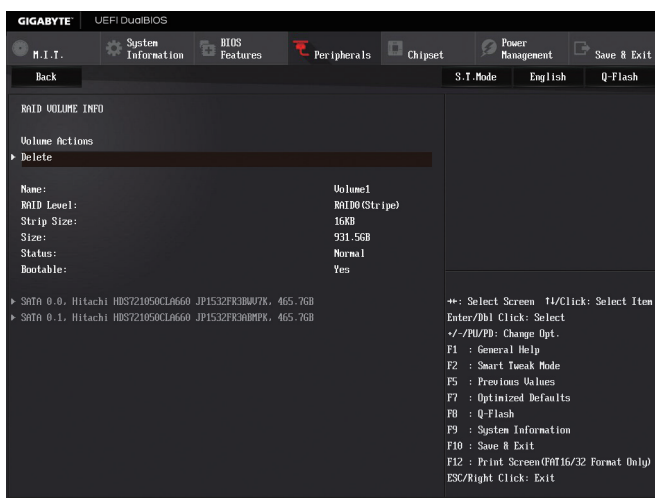 GIGABYTE™ UEFI DualBIOS
M.I.T. System Information BIOS Features Peripherals Chipset Power Management Save & Exit
Back S.T.Mode English Q-Flash
RAID VOLUME INFO
Volume Actions
Delete
Name: Volume1
RAID Level: RAID0(Stripe)
Strip Size: 16KB
Size: 931.5GB
Status: Normal
Bootable: Yes
SATA 0.0, Hitachi HDS721050CLA660 JP1532FR3BWV7K, 465.7GB
SATA 0.1, Hitachi HDS721050CLA660 JP1532FR3ABMPK, 465.7GB
→←: Select Screen ↑↓/Click: Select Item
Enter/Dbl Click: Select
+/-/PU/PD: Change Opt.
F1 : General Help
F2 : Smart Tweak Mode
F5 : Previous Values
F7 : Optimized Defaults
F8 : Q-Flash
F9 : System Information
F10 : Save & Exit
F12 : Print Screen(FAT16/32 Format Only)
ESC/Right Click: Exit